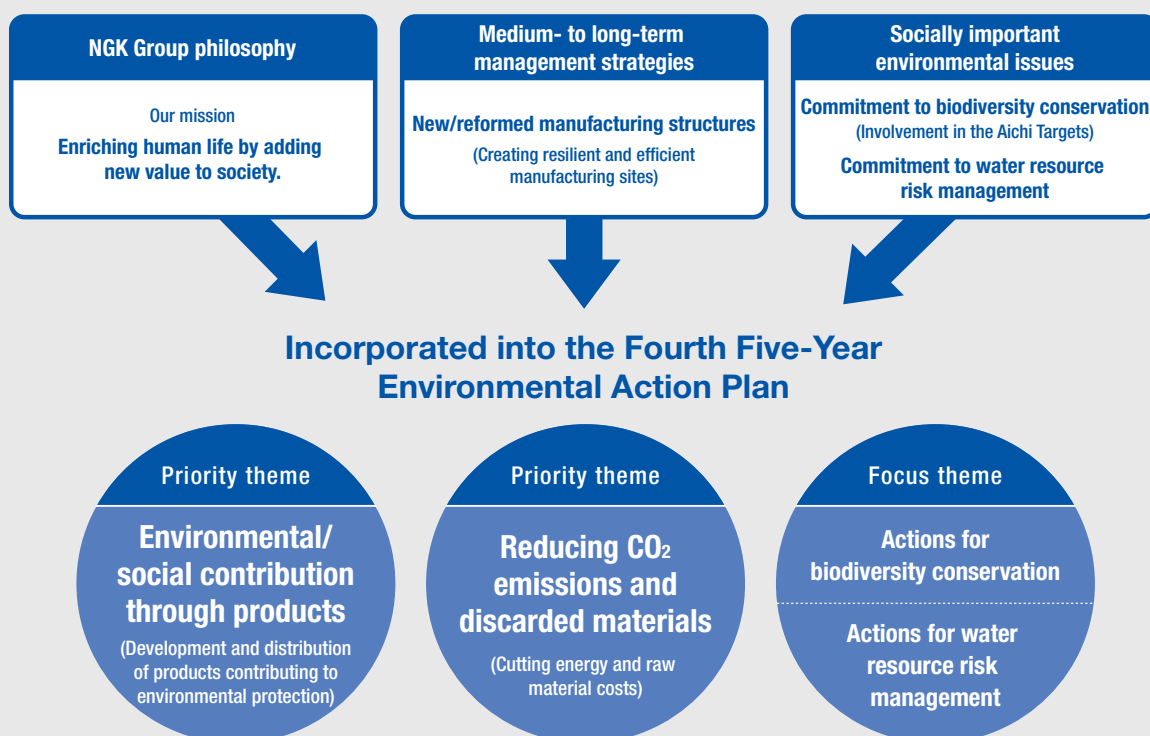 NGK Group philosophy
Our mission
Enriching human life by adding
new value to society.
Medium- to long-term
management strategies
New/reformed manufacturing structures
(Creating resilient and efficient
manufacturing sites)
Socially important
environmental issues
Commitment to biodiversity conservation
(Involvement in the Aichi Targets)
Commitment to water resource
risk management
Incorporated into the Fourth Five-Year
Environmental Action Plan
Priority theme
Environmental/
social contribution
through products
(Development and distribution
of products contributing to
environmental protection)
Priority theme
Reducing CO2
emissions and
discarded materials
(Cutting energy and raw
material costs)
Focus theme
Actions for
biodiversity conservation
Actions for water
resource risk
management